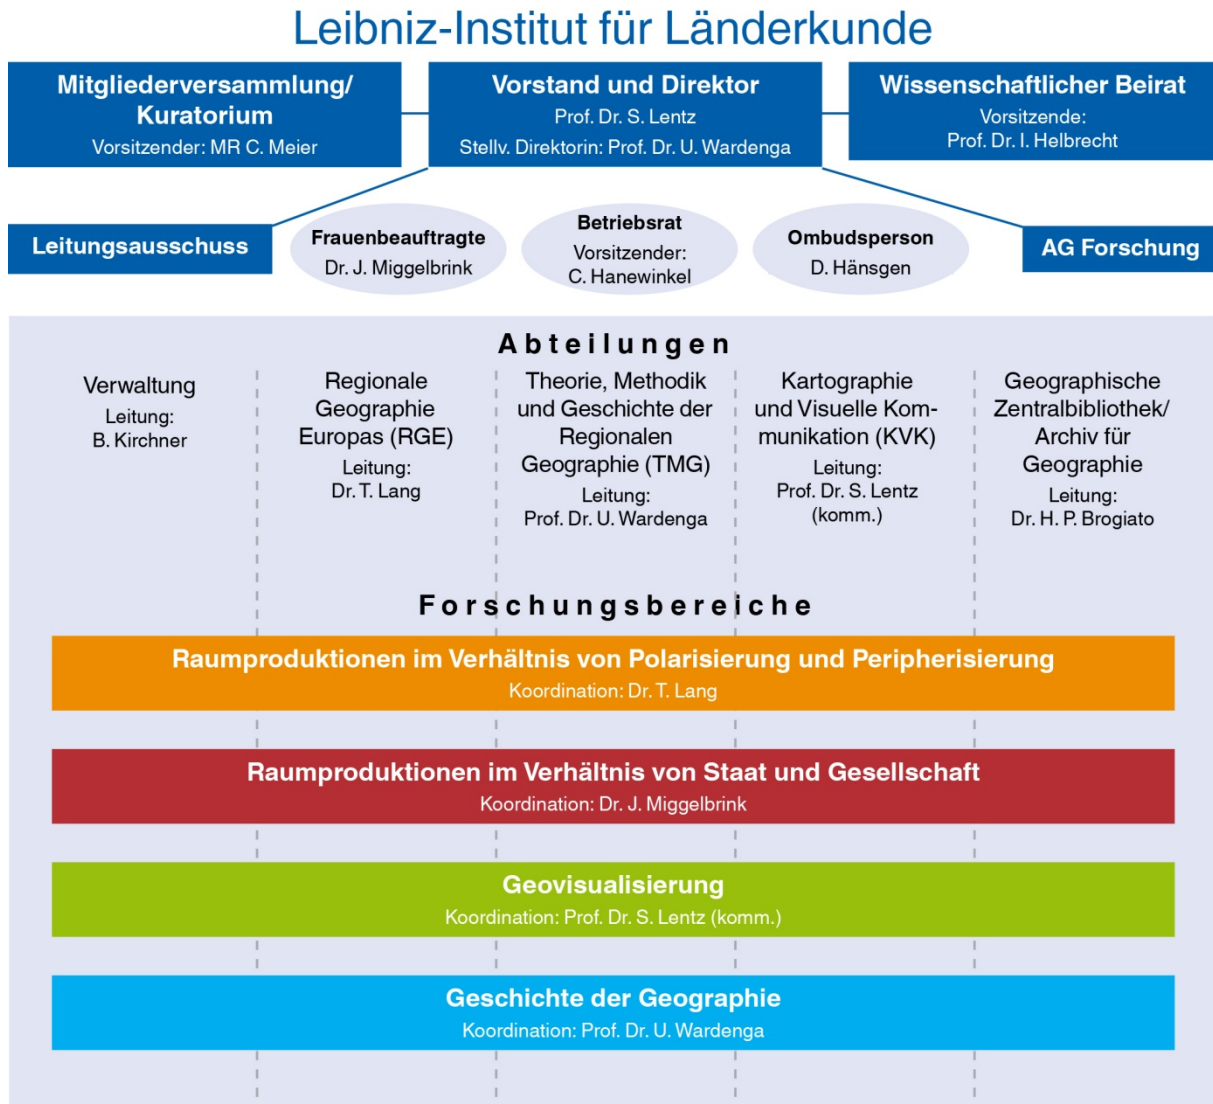 Leibniz-Institut für Länderkunde
Mitgliederversammlung/
Kuratorium
Vorsitzender: MR C. Meier
Vorstand und Direktor
Prof. Dr. S. Lentz
Stellv. Direktorin: Prof. Dr. U. Wardenga
Wissenschaftlicher Beirat
Vorsitzende:
Prof. Dr. I. Helbrecht
Leitungsausschuss
Frauenbeauftragte
Dr. J. Miggelbrink
Betriebsrat
Vorsitzender:
C. Hanewinkel
Ombudsperson
D. Hänsgen
AG Forschung
Abteilungen
Verwaltung
Leitung:
B. Kirchner
Regionale
Geographie
Europas (RGE)
Leitung:
Dr. T. Lang
Theorie, Methodik
und Geschichte der
Regionalen
Geographie (TMG)
Leitung:
Prof. Dr. U. Wardenga
Kartographie
und Visuelle Kom-
munikation (KVK)
Leitung:
Prof. Dr. S. Lentz
(komm.)
Geographische
Zentralbibliothek/
Archiv für
Geographie
Leitung:
Dr. H. P. Brogiato
Forschungsbereiche
Raumproduktionen im Verhältnis von Polarisierung und Peripherisierung
Koordination: Dr. T. Lang
Raumproduktionen im Verhältnis von Staat und Gesellschaft
Koordination: Dr. J. Miggelbrink
Geovisualisierung
Koordination: Prof. Dr. S. Lentz (komm.)
Geschichte der Geographie
Koordination: Prof. Dr. U. Wardenga